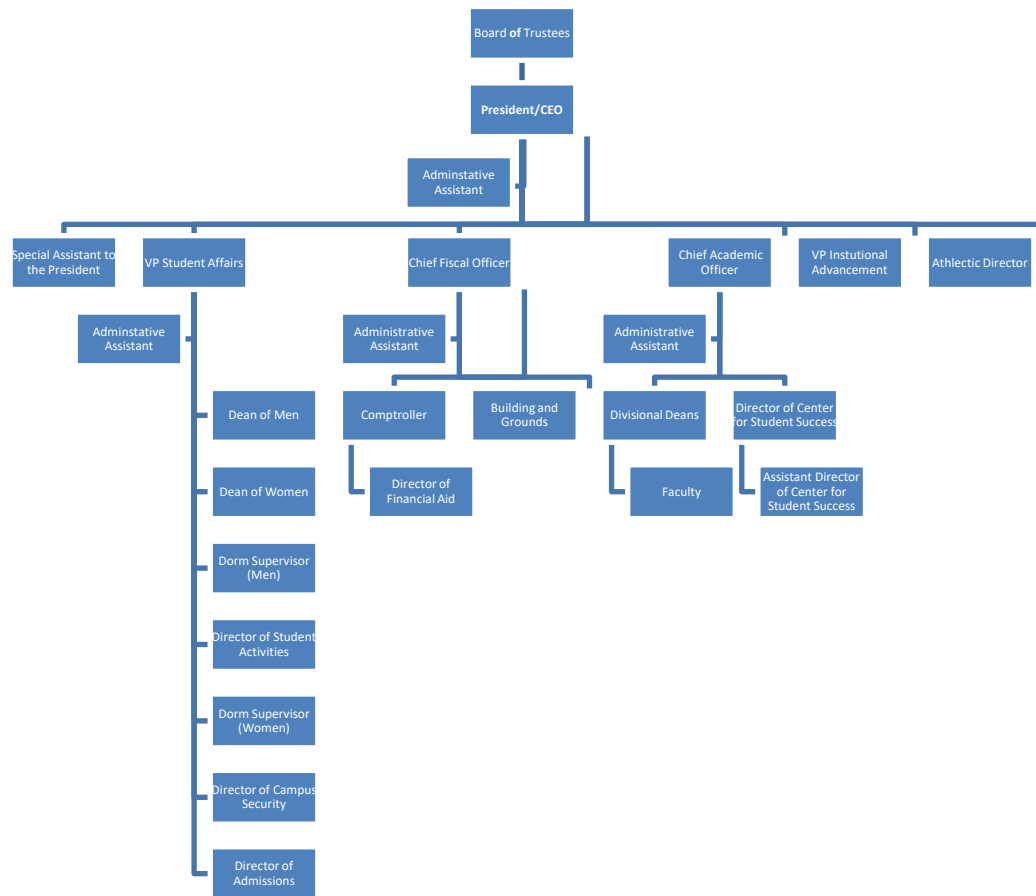 Board of Trustees
President/CEO
Adminstative
Assistant
Special Assistant to
the President
VP Student Affairs
Chief Fiscal Officer
Chief Academic
Officer
VP Instutional
Advancement
Athlectic Director
Adminstative
Assistant
Administrative
Assistant
Administrative
Assistant
Dean of Men
Comptroller
Building and
Grounds
Divisional Deans
Director of Center
for Student Success
Dean of Women
Director of
Financial Aid
Faculty
Assistant Director
of Center for
Student Success
Dorm Supervisor
(Men)
Director of Student
Activities
Dorm Supervisor
(Women)
Director of Campus
Security
Director of
Admissions